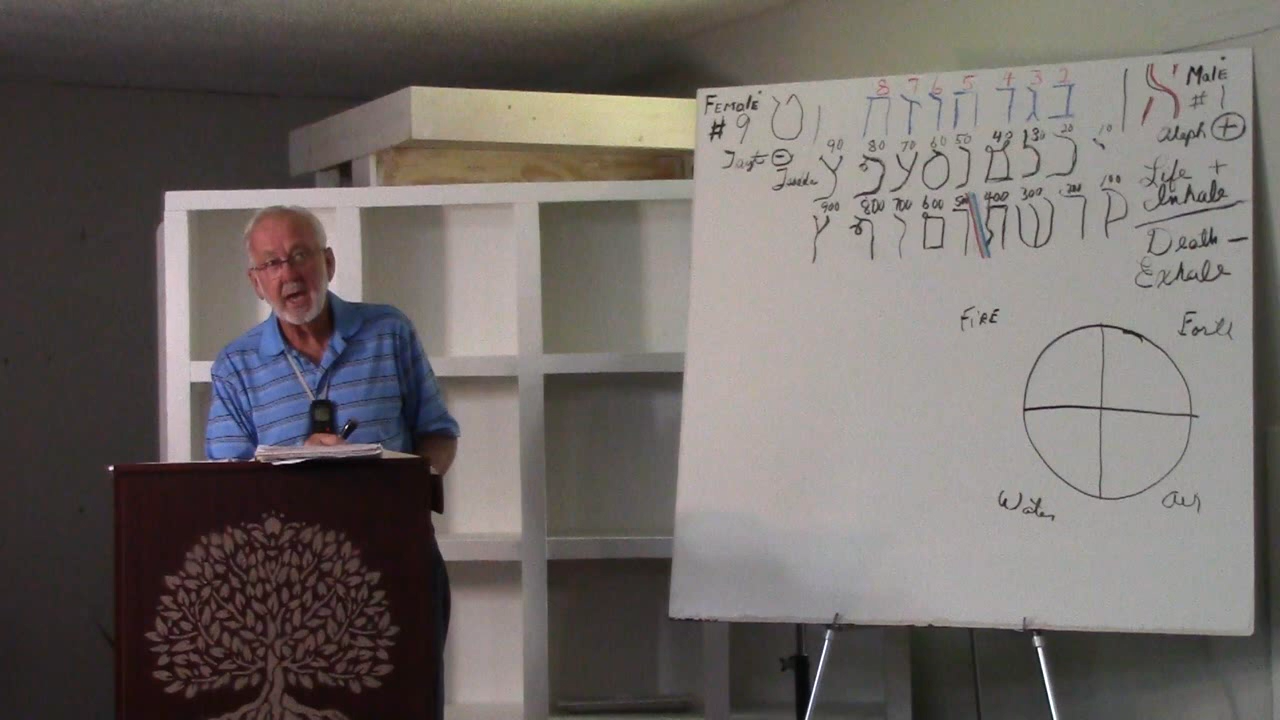 Female
# 9
Tayt ⊖
8 7 6 5 4 3 2
א | ב ג ד ה ו ז ח | ט
Male
# 1
Aleph ⊕
90 80 70 60 50 40 30 20 10
י כ ל מ נ ס ע פ צ
900 800 700 600 500 400 300 200 100
ק ר ש ת ך ם ן ף ץ
Life +
Inhale
Death –
Exhale
FIRE
Water
Air